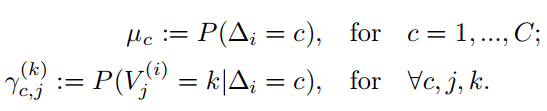 μ_c := P(Δ_i = c), for c = 1, ..., C;
γ_{c,j}^{(k)} := P(V_j^{(i)} = k|Δ_i = c), for ∀c, j, k.